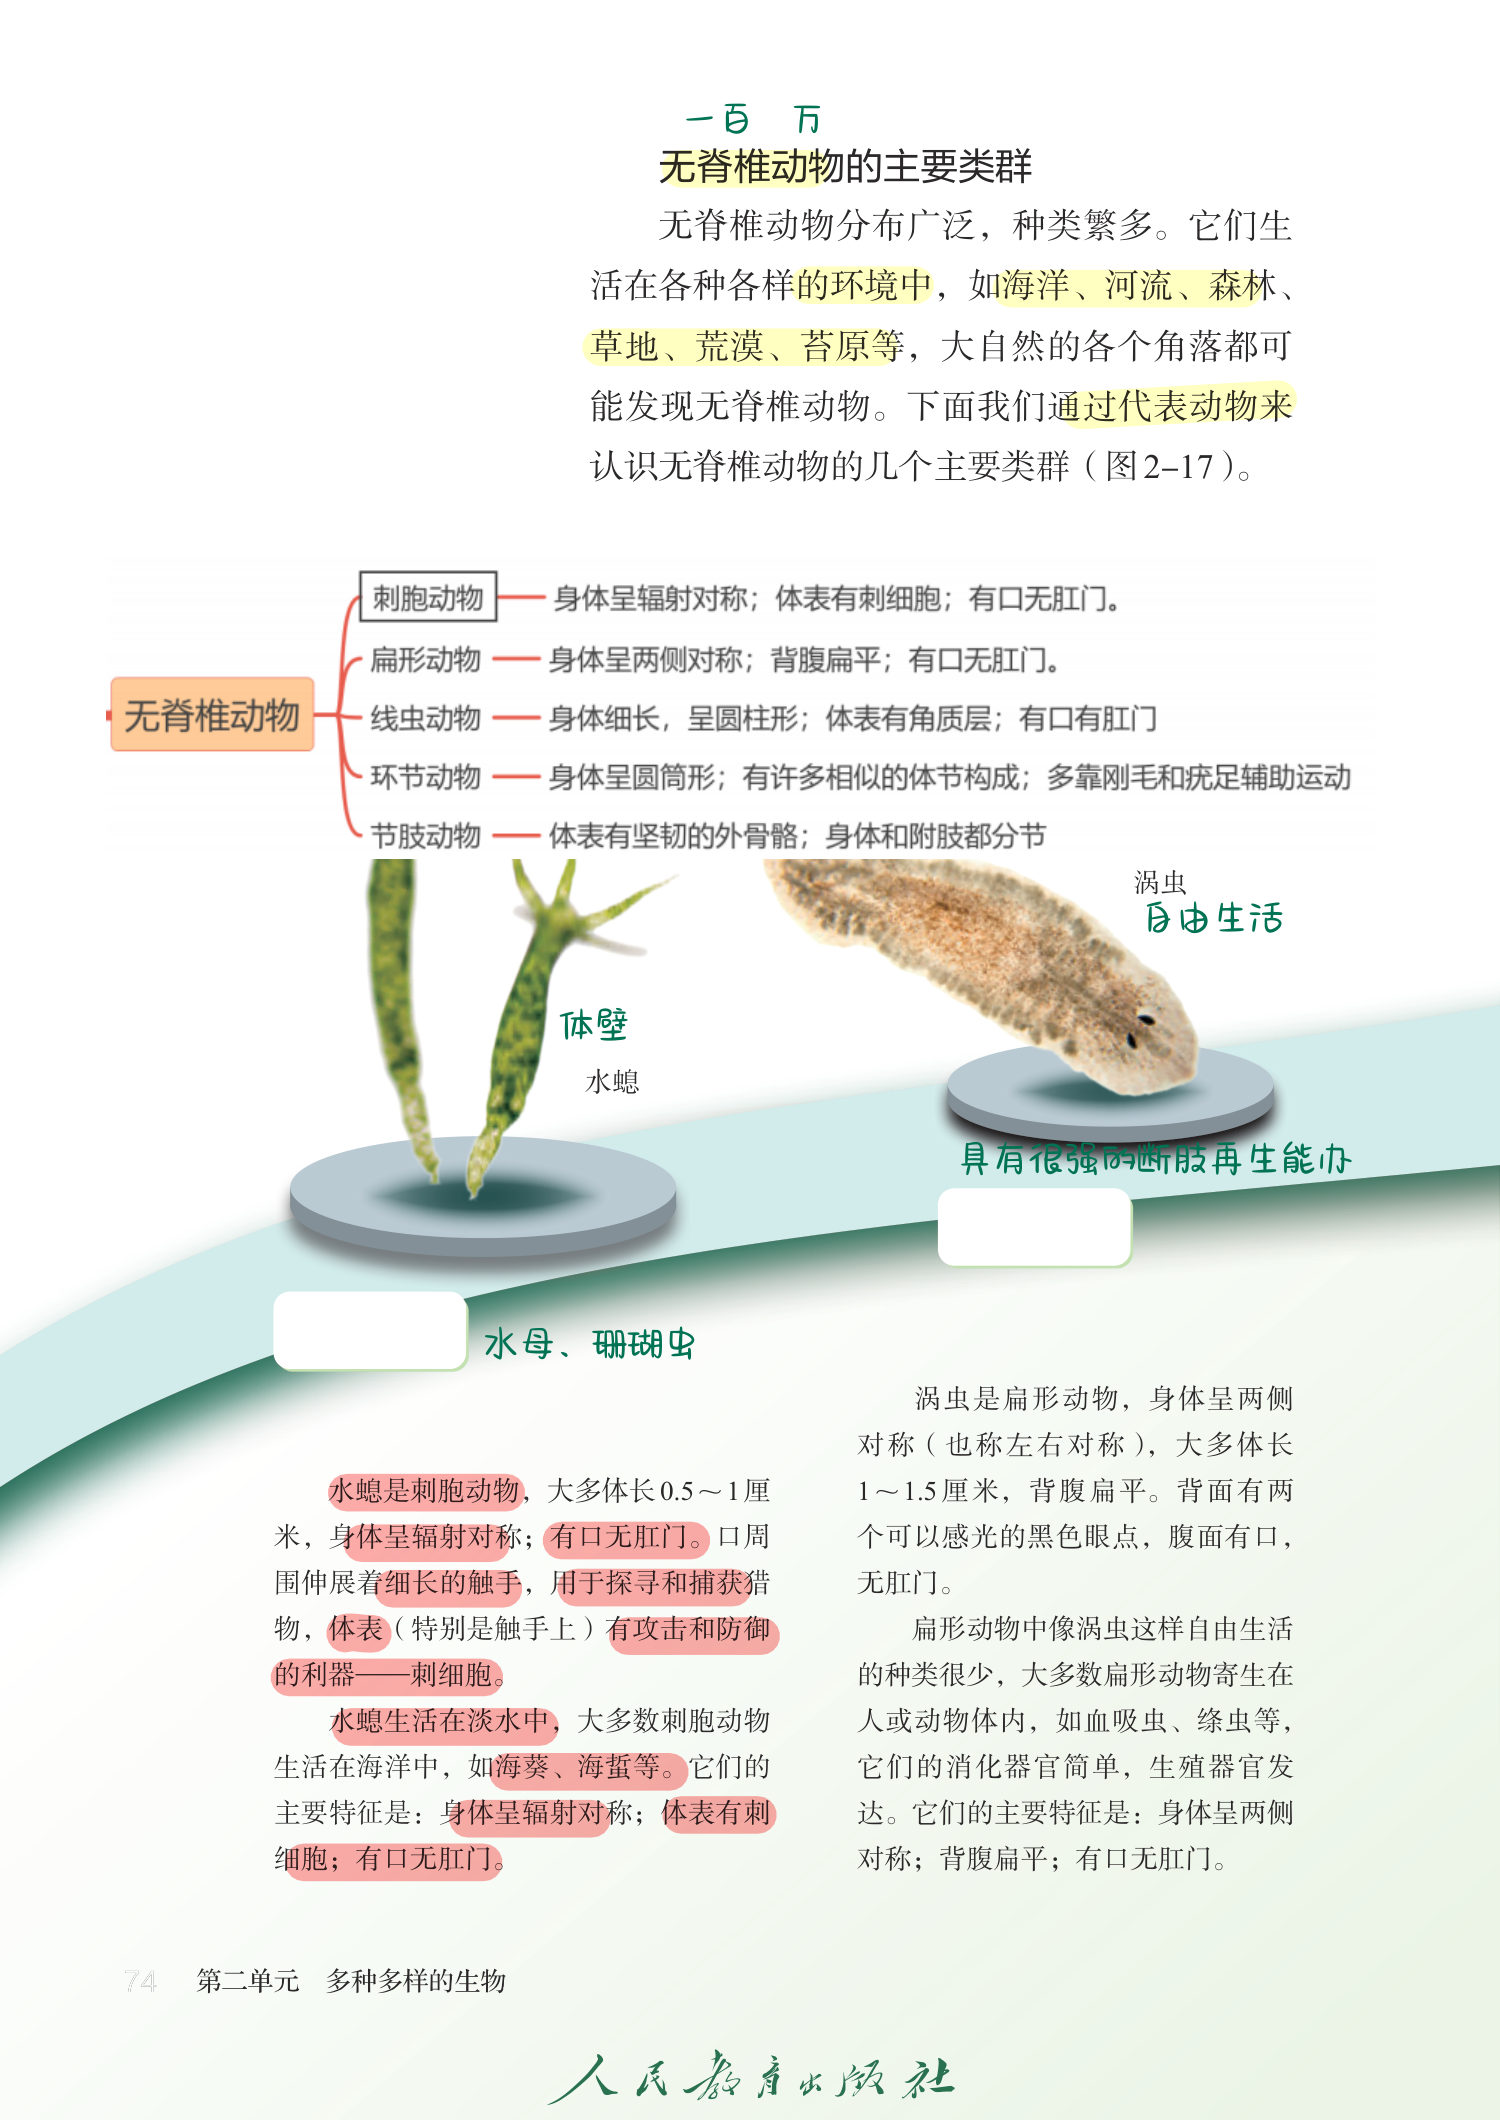 一百 万
无脊椎动物的主要类群
无脊椎动物分布广泛，种类繁多。它们生
活在各种各样的环境中，如海洋、河流、森林、
草地、荒漠、苔原等，大自然的各个角落都可
能发现无脊椎动物。下面我们通过代表动物来
认识无脊椎动物的几个主要类群（图2-17）。
无脊椎动物
刺胞动物 身体呈辐射对称；体表有刺细胞；有口无肛门。
扁形动物 身体呈两侧对称；背腹扁平；有口无肛门。
线虫动物 身体细长，呈圆柱形；体表有角质层；有口有肛门
环节动物 身体呈圆筒形；有许多相似的体节构成；多靠刚毛和疣足辅助运动
节肢动物 体表有坚韧的外骨骼；身体和附肢都分节
涡虫
自由生活
体壁
水螅
具有很强的断肢再生能力
水母、珊瑚虫
水螅是刺胞动物，大多体长0.5～1厘
米，身体呈辐射对称；有口无肛门。口周
围伸展着细长的触手，用于探寻和捕获猎
物，体表（特别是触手上）有攻击和防御
的利器——刺细胞。
水螅生活在淡水中，大多数刺胞动物
生活在海洋中，如海葵、海蜇等。它们的
主要特征是：身体呈辐射对称；体表有刺
细胞；有口无肛门。
涡虫是扁形动物，身体呈两侧
对称（也称左右对称），大多体长
1～1.5厘米，背腹扁平。背面有两
个可以感光的黑色眼点，腹面有口，
无肛门。
扁形动物中像涡虫这样自由生活
的种类很少，大多数扁形动物寄生在
人或动物体内，如血吸虫、绦虫等，
它们的消化器官简单，生殖器官发
达。它们的主要特征是：身体呈两侧
对称；背腹扁平；有口无肛门。
74 第二单元 多种多样的生物
人民教育出版社